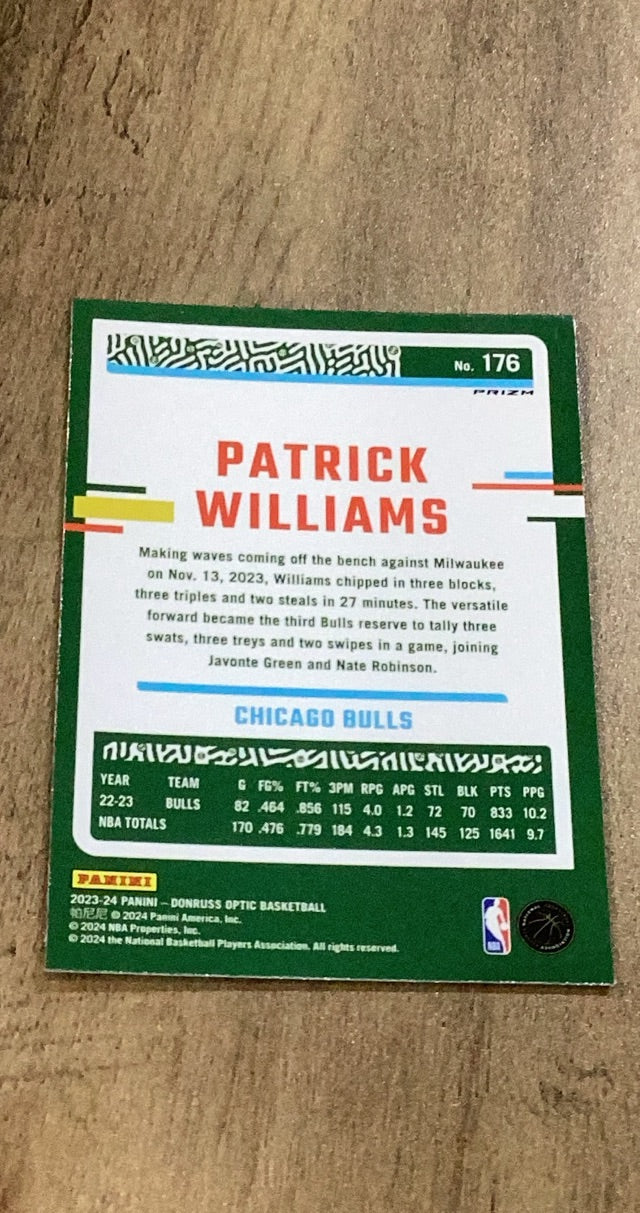 No. 176
PRIZM
PATRICK
WILLIAMS
Making waves coming off the bench against Milwaukee
on Nov. 13, 2023, Williams chipped in three blocks,
three triples and two steals in 27 minutes. The versatile
forward became the third Bulls reserve to tally three
swats, three treys and two swipes in a game, joining
Javonte Green and Nate Robinson.
CHICAGO BULLS
YEAR TEAM G FG% FT% 3PM RPG APG STL BLK PTS PPG
22-23 BULLS 82 .464 .856 115 4.0 1.2 72 70 833 10.2
NBA TOTALS 170 .476 .779 184 4.3 1.3 145 125 1641 9.7
PANINI
2023-24 PANINI – DONRUSS OPTIC BASKETBALL
帕尼尼 © 2024 Panini America, Inc.
© 2024 NBA Properties, Inc.
© 2024 the National Basketball Players Association. All rights reserved.
NBA